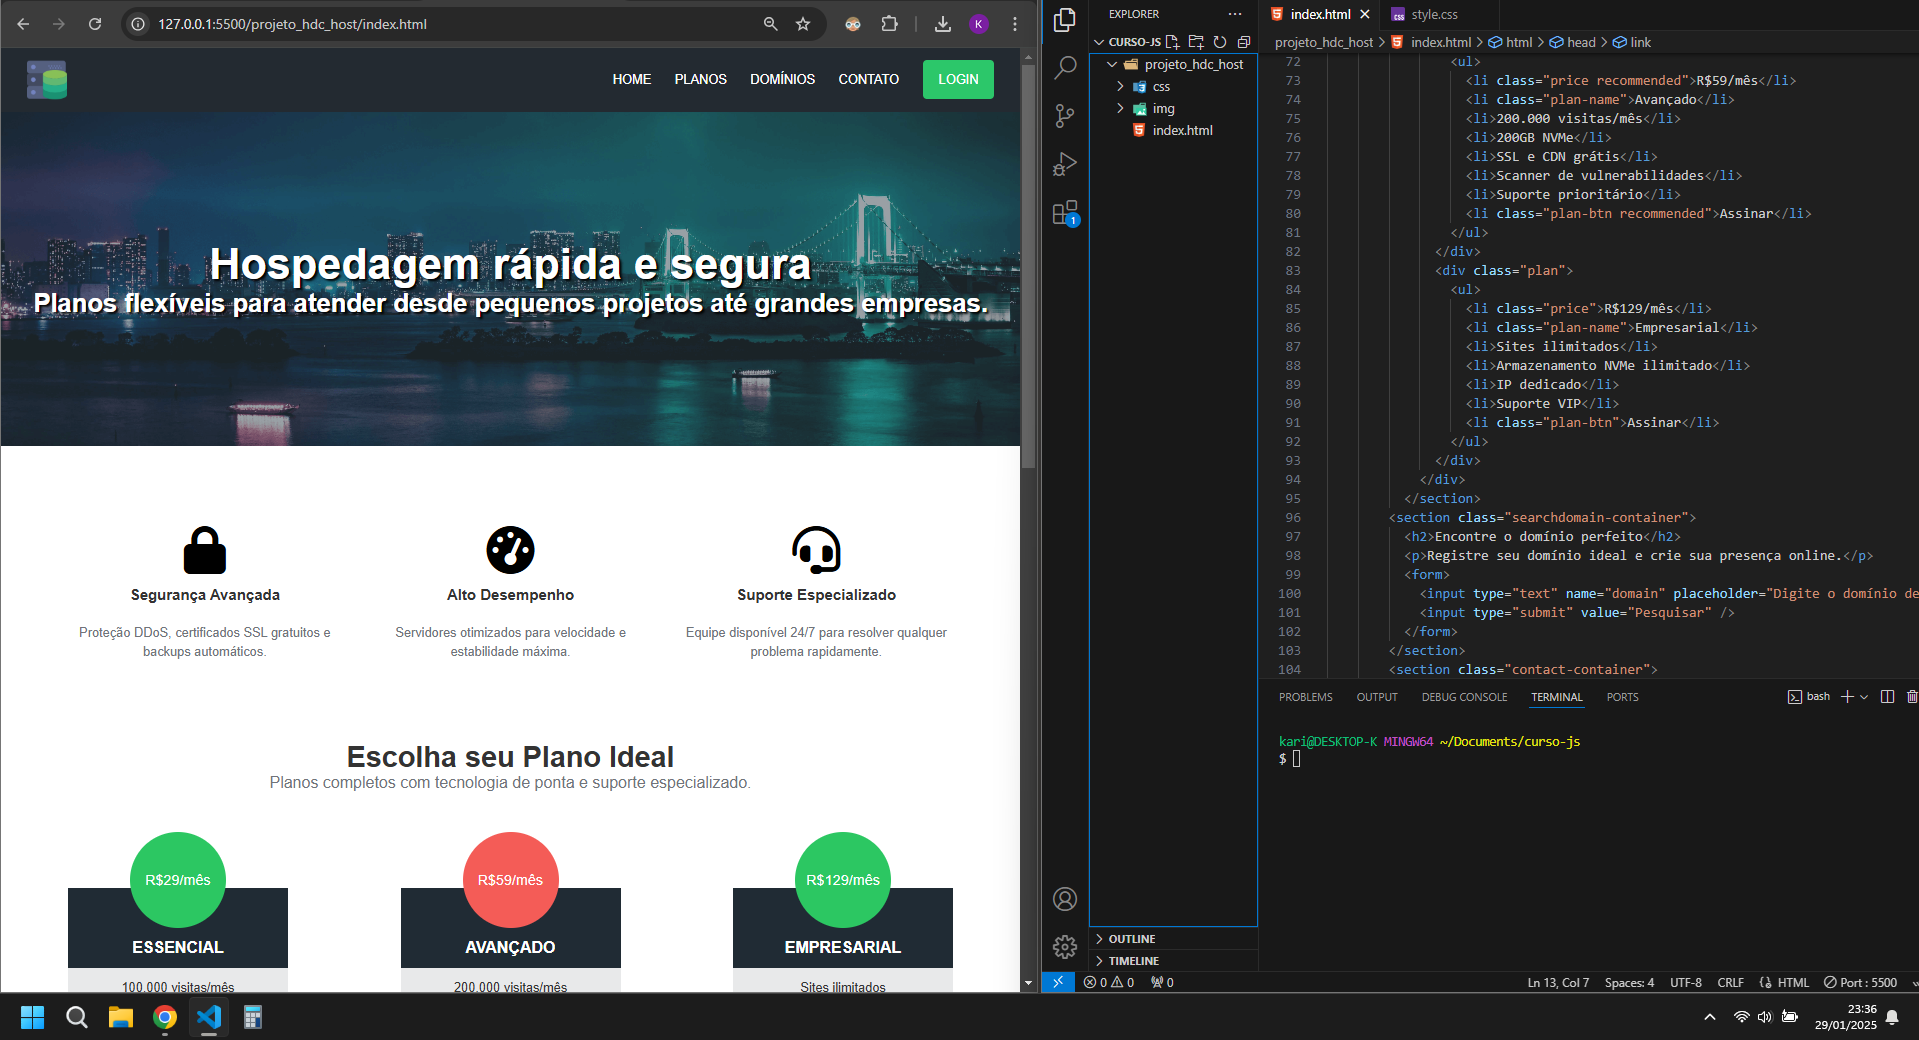 127.0.0.1:5500/projeto_hdc_host/index.html
K
HOME
PLANOS
DOMÍNIOS
CONTATO
LOGIN
Hospedagem rápida e segura
Planos flexíveis para atender desde pequenos projetos até grandes empresas.
Segurança Avançada
Proteção DDoS, certificados SSL gratuitos e
backups automáticos.
Alto Desempenho
Servidores otimizados para velocidade e
estabilidade máxima.
Suporte Especializado
Equipe disponível 24/7 para resolver qualquer
problema rapidamente.
Escolha seu Plano Ideal
Planos completos com tecnologia de ponta e suporte especializado.
R$29/mês
ESSENCIAL
100.000 visitas/mês
R$59/mês
AVANÇADO
200.000 visitas/mês
R$129/mês
EMPRESARIAL
Sites ilimitados
EXPLORER
CURSO-JS
projeto_hdc_host
css
img
index.html
1
OUTLINE
TIMELINE
index.html
style.css
projeto_hdc_host > index.html > html > head > link
72 <ul>
73 <li class="price recommended">R$59/mês</li>
74 <li class="plan-name">Avançado</li>
75 <li>200.000 visitas/mês</li>
76 <li>200GB NVMe</li>
77 <li>SSL e CDN grátis</li>
78 <li>Scanner de vulnerabilidades</li>
79 <li>Suporte prioritário</li>
80 <li class="plan-btn recommended">Assinar</li>
81 </ul>
82 </div>
83 <div class="plan">
84 <ul>
85 <li class="price">R$129/mês</li>
86 <li class="plan-name">Empresarial</li>
87 <li>Sites ilimitados</li>
88 <li>Armazenamento NVMe ilimitado</li>
89 <li>IP dedicado</li>
90 <li>Suporte VIP</li>
91 <li class="plan-btn">Assinar</li>
92 </ul>
93 </div>
94 </div>
95 </section>
96 <section class="searchdomain-container">
97 <h2>Encontre o domínio perfeito</h2>
98 <p>Registre seu domínio ideal e crie sua presença online.</p>
99 <form>
100 <input type="text" name="domain" placeholder="Digite o domínio de
101 <input type="submit" value="Pesquisar" />
102 </form>
103 </section>
104 <section class="contact-container">
PROBLEMS
OUTPUT
DEBUG CONSOLE
TERMINAL
PORTS
bash
kari@DESKTOP-K MINGW64 ~/Documents/curso-js
$
0 0 0
Ln 13, Col 7
Spaces: 4
UTF-8
CRLF
HTML
Port : 5500
23:36
29/01/2025